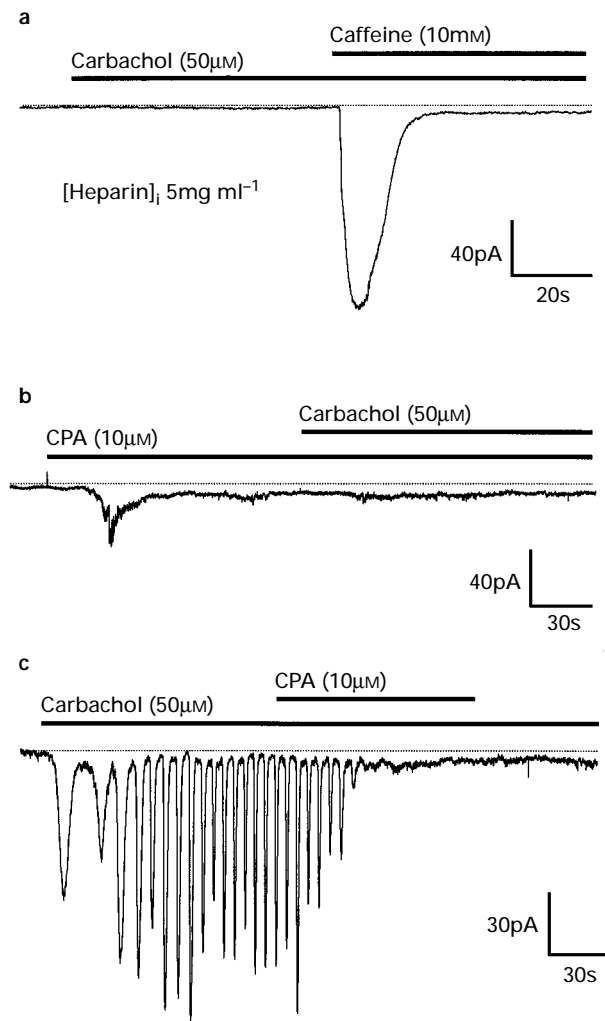 a
Caffeine (10mM)
Carbachol (50µM)
[Heparin]i 5mg ml⁻¹
40pA
20s
b
Carbachol (50µM)
CPA (10µM)
40pA
30s
c
CPA (10µM)
Carbachol (50µM)
30pA
30s